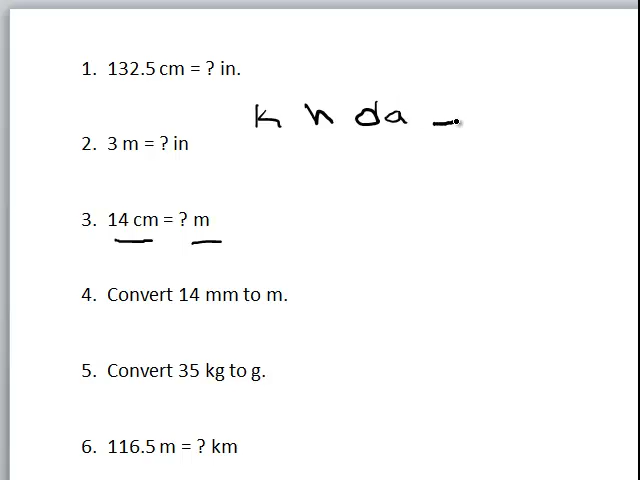 1. 132.5 cm = ? in.
k h da _
2. 3 m = ? in
3. 14 cm = ? m
4. Convert 14 mm to m.
5. Convert 35 kg to g.
6. 116.5 m = ? km